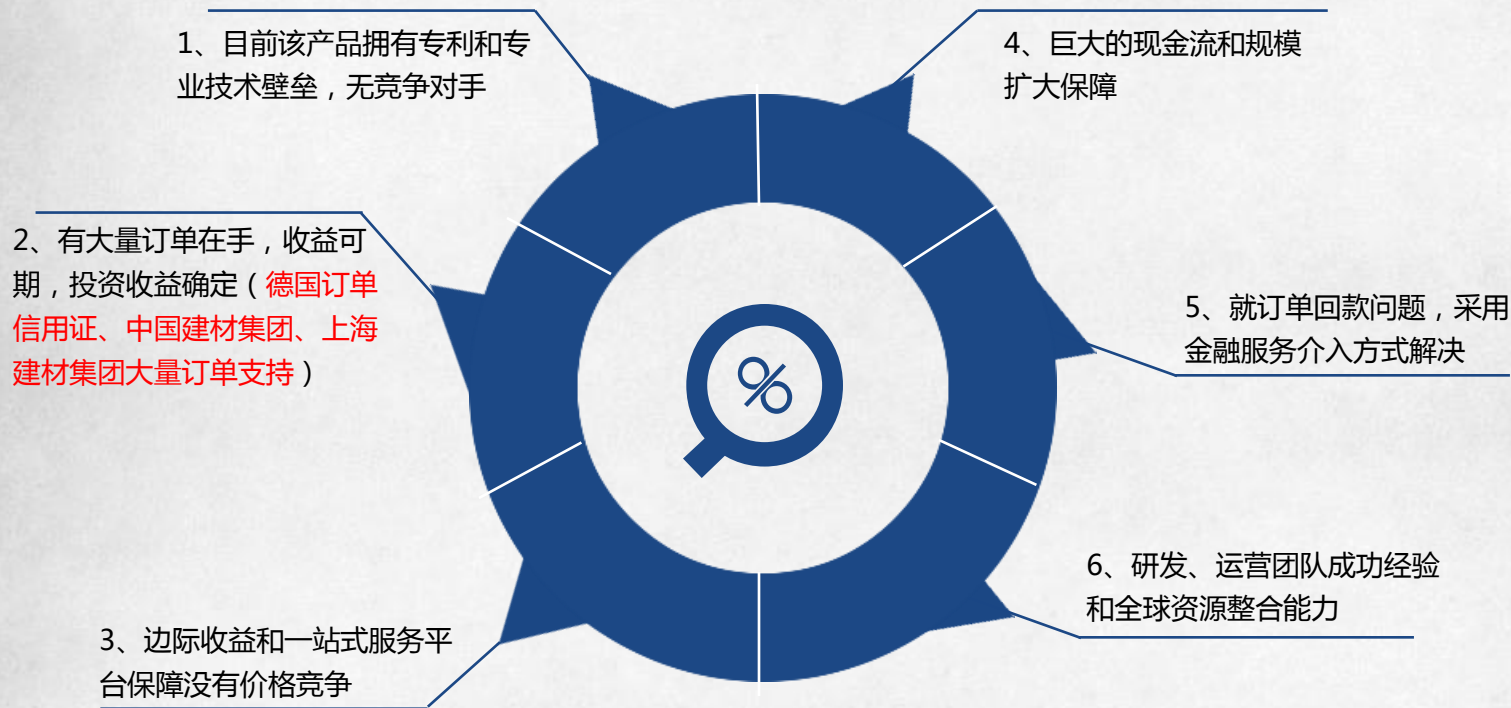 1、目前该产品拥有专利和专
业技术壁垒，无竞争对手
2、有大量订单在手，收益可
期，投资收益确定（德国订单
信用证、中国建材集团、上海
建材集团大量订单支持）
3、边际收益和一站式服务平
台保障没有价格竞争
4、巨大的现金流和规模
扩大保障
5、就订单回款问题，采用
金融服务介入方式解决
6、研发、运营团队成功经验
和全球资源整合能力
%